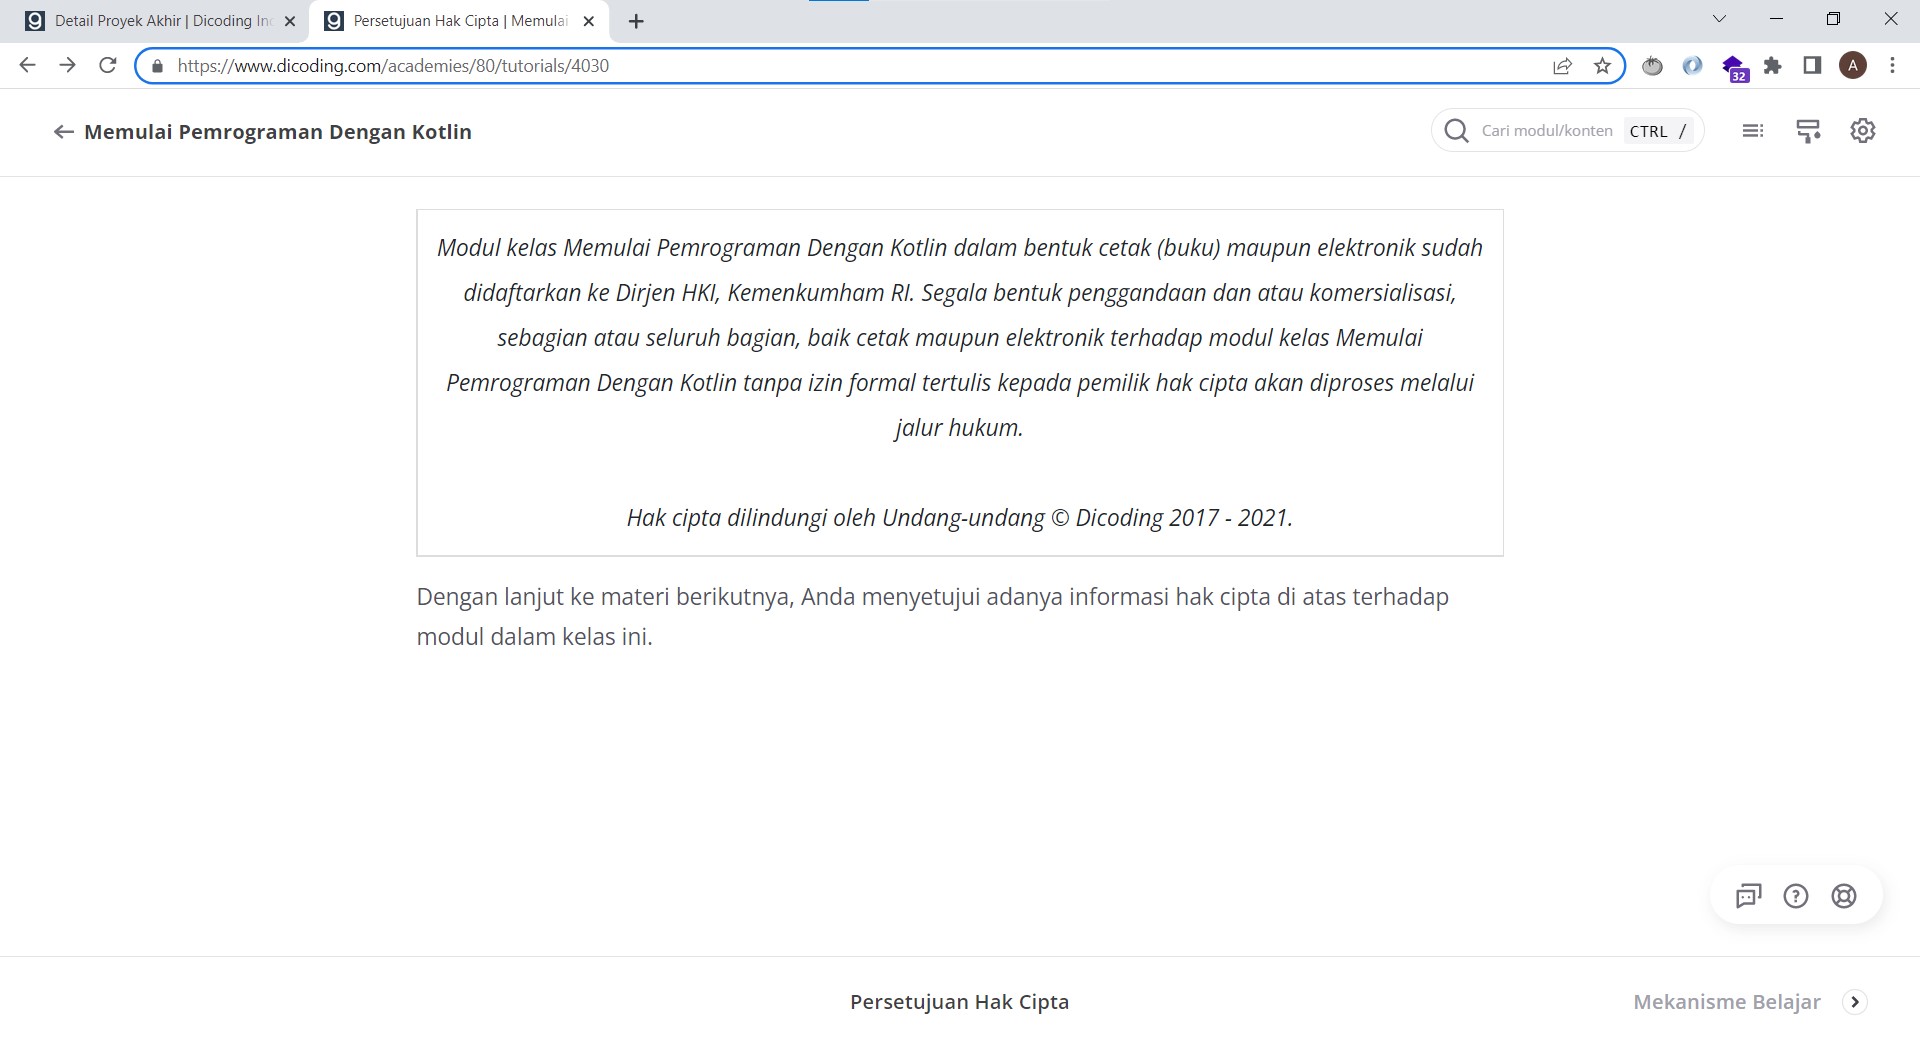 Detail Proyek Akhir | Dicoding In
Persetujuan Hak Cipta | Memulai
https://www.dicoding.com/academies/80/tutorials/4030
32
A
Memulai Pemrograman Dengan Kotlin
Cari modul/konten CTRL /
Modul kelas Memulai Pemrograman Dengan Kotlin dalam bentuk cetak (buku) maupun elektronik sudah
didaftarkan ke Dirjen HKI, Kemenkumham RI. Segala bentuk penggandaan dan atau komersialisasi,
sebagian atau seluruh bagian, baik cetak maupun elektronik terhadap modul kelas Memulai
Pemrograman Dengan Kotlin tanpa izin formal tertulis kepada pemilik hak cipta akan diproses melalui
jalur hukum.
Hak cipta dilindungi oleh Undang-undang © Dicoding 2017 - 2021.
Dengan lanjut ke materi berikutnya, Anda menyetujui adanya informasi hak cipta di atas terhadap
modul dalam kelas ini.
Persetujuan Hak Cipta
Mekanisme Belajar